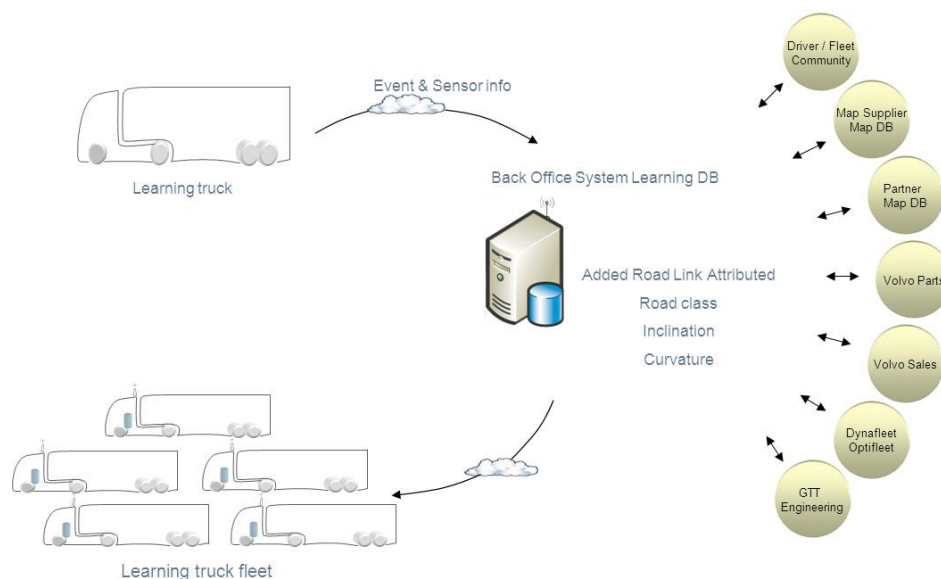 Driver / Fleet
Community
Event & Sensor info
Map Supplier
Map DB
Learning truck
Back Office System Learning DB
Partner
Map DB
Added Road Link Attributed
Road class
Inclination
Curvature
Volvo Parts
Volvo Sales
Dynafleet
Optifleet
GTT
Engineering
Learning truck fleet